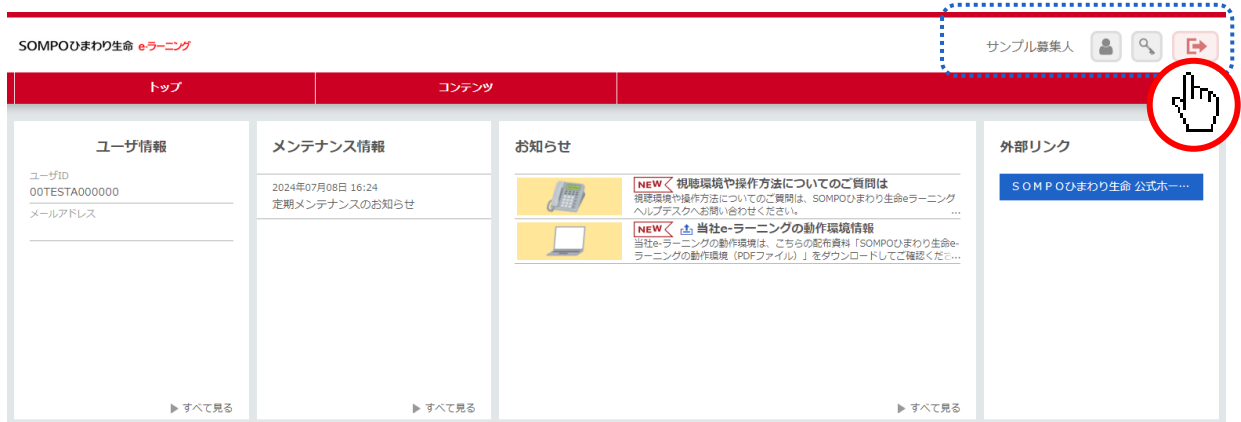 SOMPOひまわり生命 e-ラーニング
サンプル募集人
トップ
コンテンツ
ユーザ情報
ユーザID
00TESTA000000
メールアドレス
▶ すべて見る
メンテナンス情報
2024年07月08日 16:24
定期メンテナンスのお知らせ
▶ すべて見る
お知らせ
NEW 視聴環境や操作方法についてのご質問は
視聴環境や操作方法についてのご質問は、SOMPOひまわり生命eラーニング
ヘルプデスクへお問い合わせください。 ...
NEW 当社e-ラーニングの動作環境情報
当社e-ラーニングの動作環境は、こちらの配布資料「SOMPOひまわり生命e-
ラーニングの動作環境（PDFファイル）」をダウンロードしてご確認くださ...
▶ すべて見る
外部リンク
ＳＯＭＰＯひまわり生命 公式ホー…